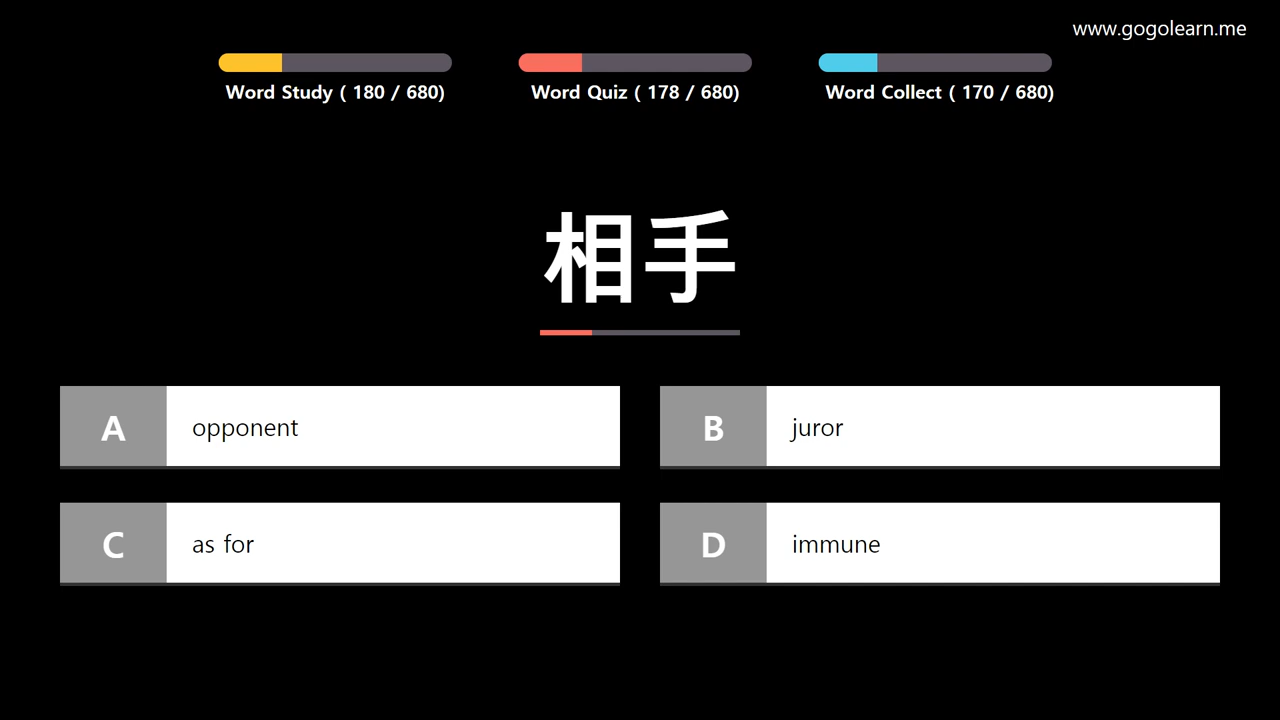 www.gogolearn.me
Word Study ( 180 / 680)
Word Quiz ( 178 / 680)
Word Collect ( 170 / 680)
相手
A opponent
B juror
C as for
D immune